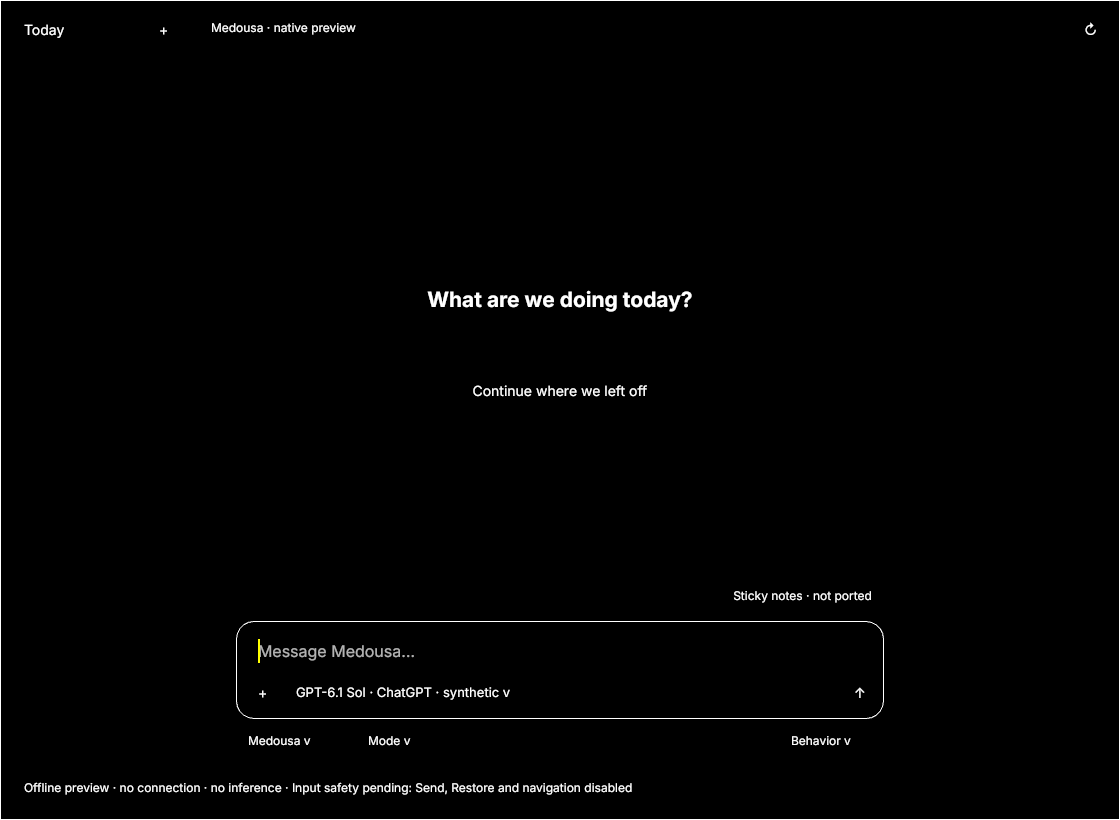 Today + Medousa · native preview ↻
What are we doing today?
Continue where we left off
Sticky notes · not ported
Message Medousa...
+ GPT-6.1 Sol · ChatGPT · synthetic v ↑
Medousa v Mode v Behavior v
Offline preview · no connection · no inference · Input safety pending: Send, Restore and navigation disabled